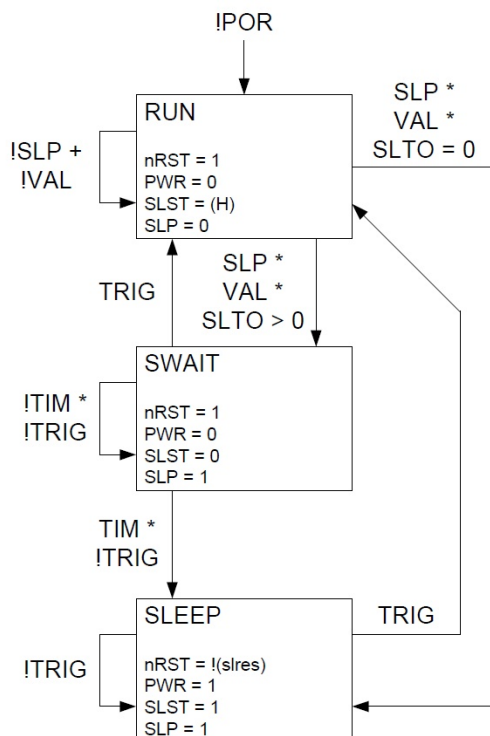 !POR
RUN
nRST = 1
PWR = 0
SLST = (H)
SLP = 0
!SLP +
!VAL
SLP *
VAL *
SLTO = 0
TRIG
SLP *
VAL *
SLTO > 0
SWAIT
nRST = 1
PWR = 0
SLST = 0
SLP = 1
!TIM *
!TRIG
TIM *
!TRIG
SLEEP
nRST = !(slres)
PWR = 1
SLST = 1
SLP = 1
!TRIG
TRIG